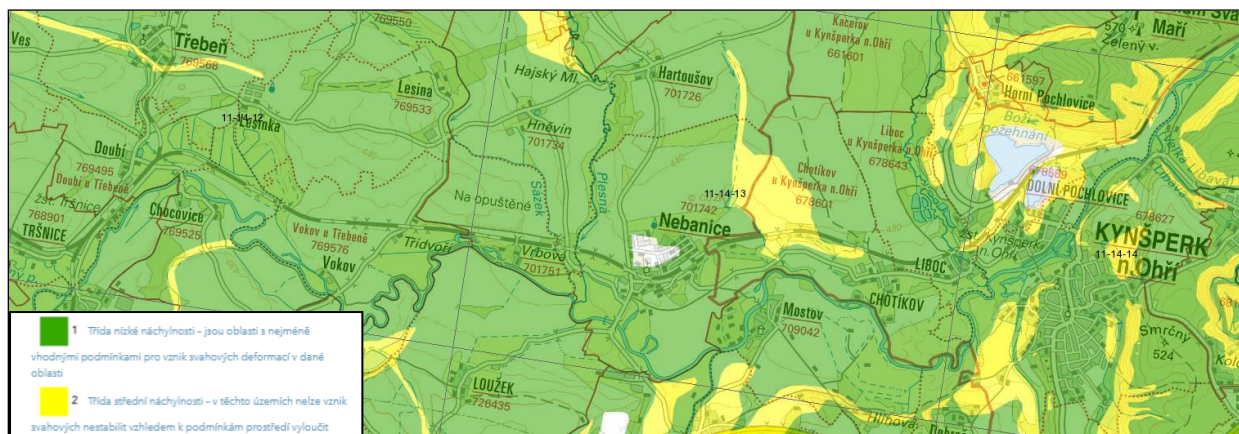 Ves
Třebeň
769568
769550
Lesina
769533
Hajský Ml.
Hartoušov
701726
Kaceřov
u Kynšperka n.Ohří
661601
570
Zelený v.
Maří
661597
Horní Pochlovice
Boží
požehnání
11-14-12
Lesinka
Hněvín
701734
Sázek
Plesná
440
Liboc
u Kynšperka n.Ohří
678643
Doubí
769495
Doubí u Třebeně
žst. Tršnice
768901
TRŠNICE
Chocovice
769525
Vokov u Třebeně
769576
Vokov
Na opuštěné
Třídvoří
Vrbová
701751
11-14-13
701742
Nebanice
Chotíkov
u Kynšperka n.Ohří
678601
430
DOLNÍ POCHLOVICE
678627
KYNŠPERK
n.Ohří
11-14-14
LIBOC
CHOTÍKOV
Mostov
709042
LOUŽEK
726435
Hlínová
Smrčný
524
1 Třída nízké náchylnosti - jsou oblasti s nejméně
vhodnými podmínkami pro vznik svahových deformací v dané
oblasti
2 Třída střední náchylnosti - v těchto územích nelze vznik
svahových nestabilit vzhledem k podmínkám prostředí vyloučit